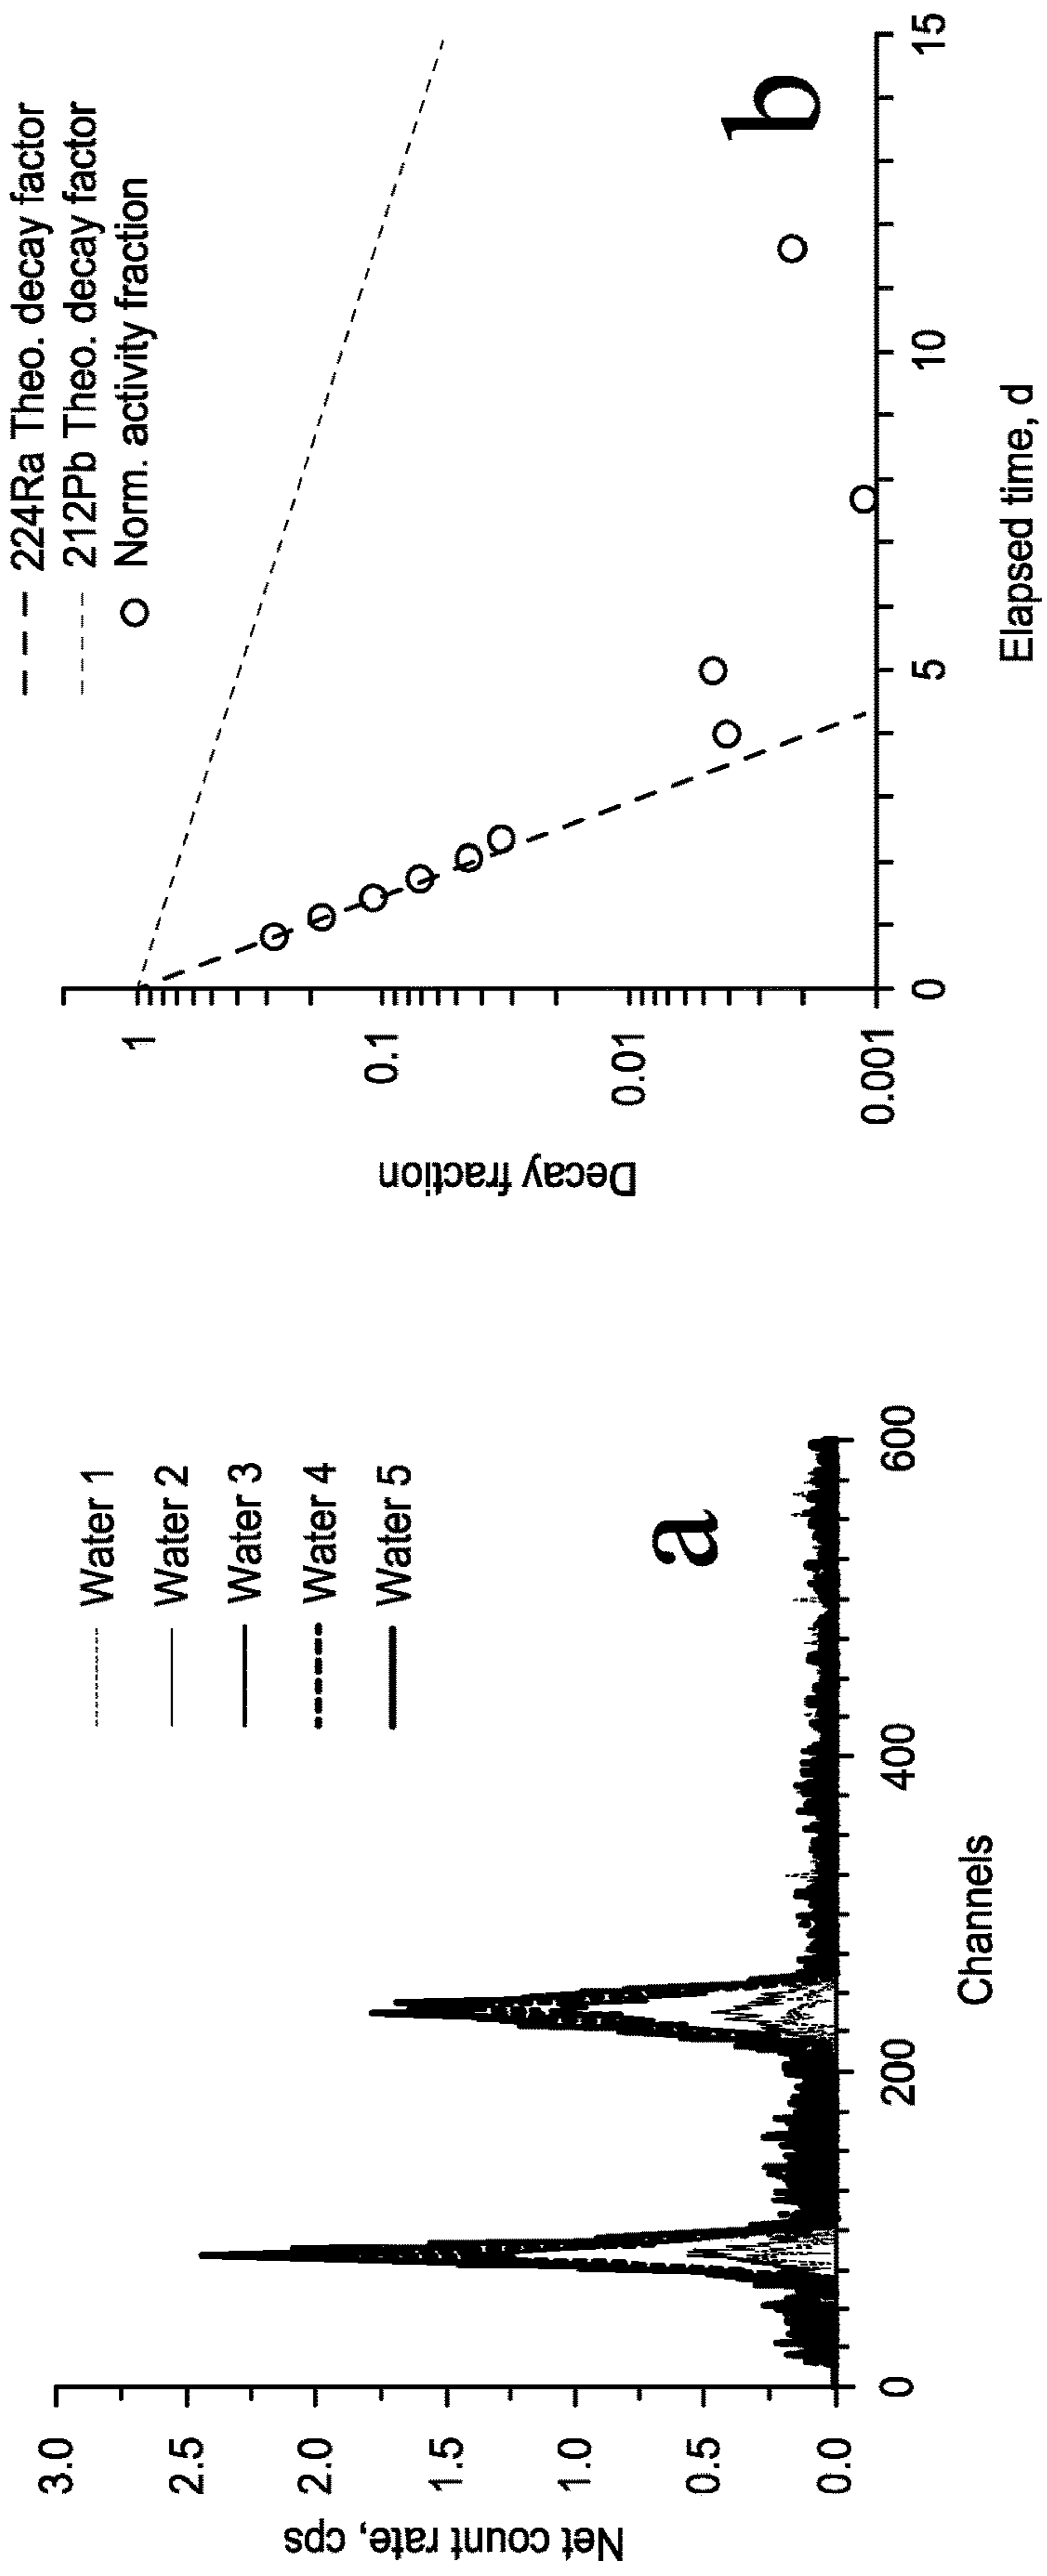 Net count rate, cps
3.0
2.5
2.0
1.5
1.0
0.5
0.0
0
200
400
600
Channels
Water 1
Water 2
Water 3
Water 4
Water 5
a
Decay fraction
1
0.1
0.01
0.001
0
5
10
15
Elapsed time, d
224Ra Theo. decay factor
212Pb Theo. decay factor
Norm. activity fraction
b